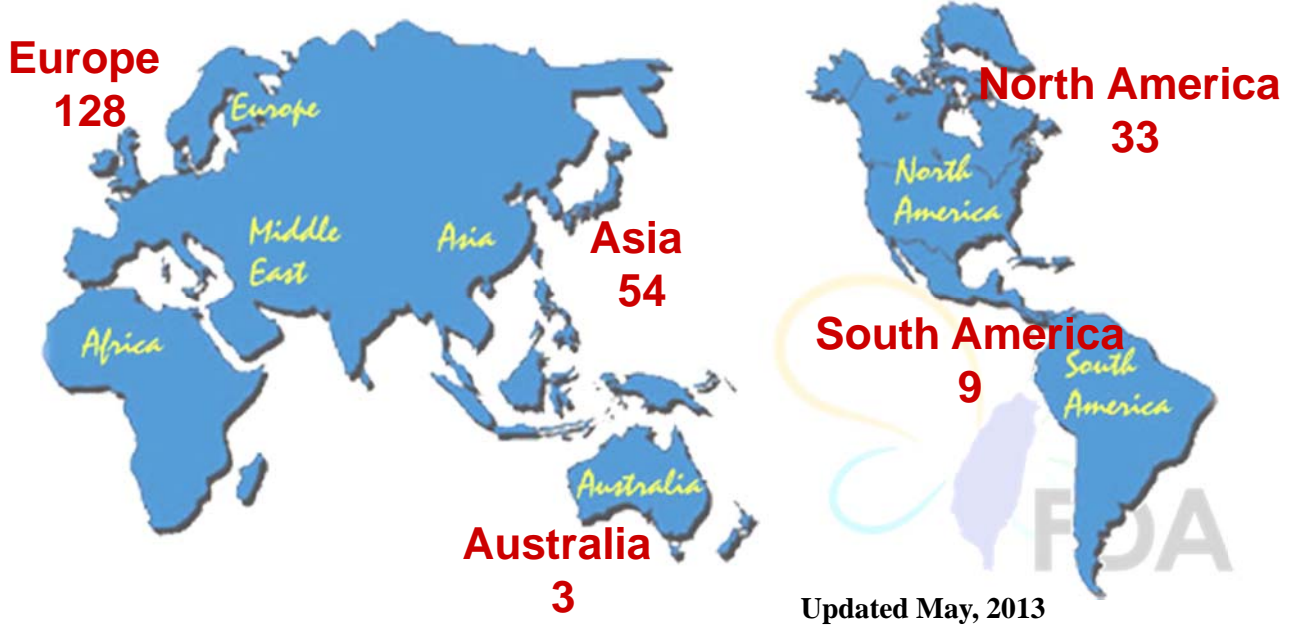 Europe
128
Europe
North America
33
North
America
Middle
East
Asia
Asia
54
Africa
South America
9
South
America
Australia
Australia
3
FDA
Updated May, 2013